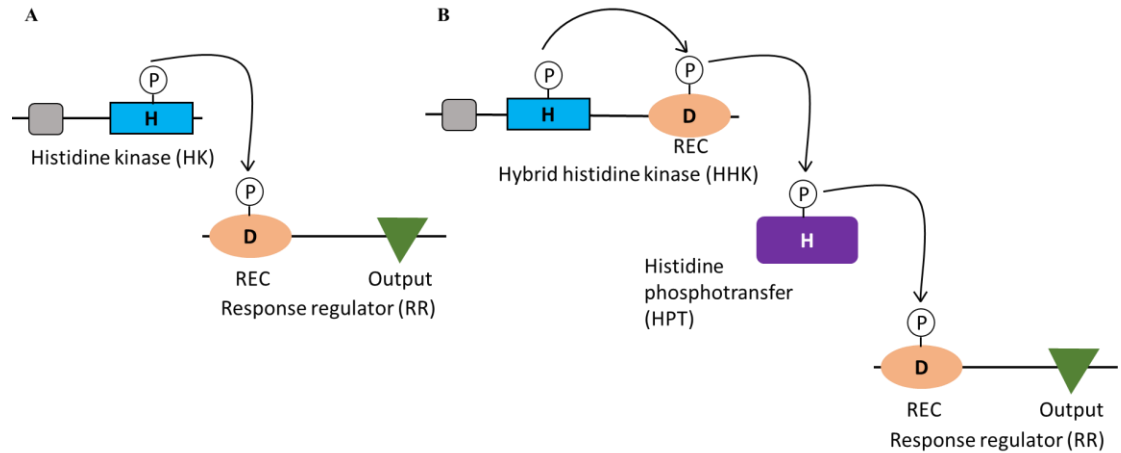 A
P
H
Histidine kinase (HK)
P
D
REC
Output
Response regulator (RR)
B
P
P
H
D
REC
Hybrid histidine kinase (HHK)
P
H
Histidine
phosphotransfer
(HPT)
P
D
REC
Output
Response regulator (RR)